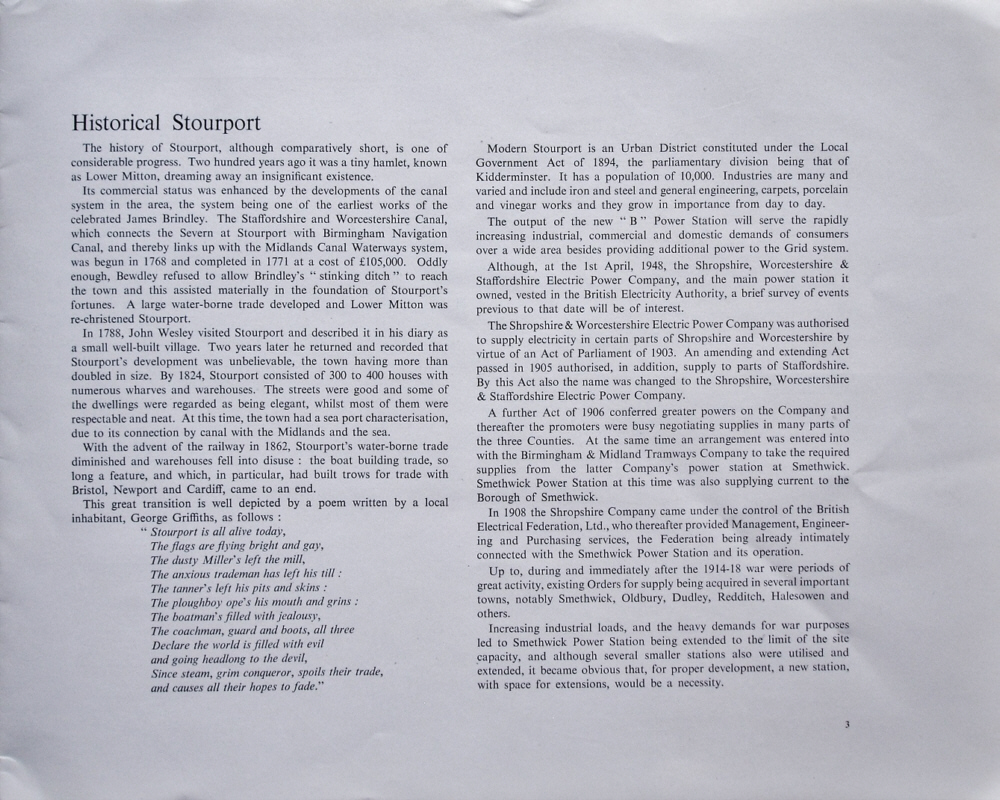 Historical Stourport
The history of Stourport, although comparatively short, is one of
considerable progress. Two hundred years ago it was a tiny hamlet, known
as Lower Mitton, dreaming away an insignificant existence.
Its commercial status was enhanced by the developments of the canal
system in the area, the system being one of the earliest works of the
celebrated James Brindley. The Staffordshire and Worcestershire Canal,
which connects the Severn at Stourport with Birmingham Navigation
Canal, and thereby links up with the Midlands Canal Waterways system,
was begun in 1768 and completed in 1771 at a cost of £105,000. Oddly
enough, Bewdley refused to allow Brindley's “ stinking ditch ” to reach
the town and this assisted materially in the foundation of Stourport's
fortunes. A large water-borne trade developed and Lower Mitton was
re-christened Stourport.
In 1788, John Wesley visited Stourport and described it in his diary as
a small well-built village. Two years later he returned and recorded that
Stourport's development was unbelievable, the town having more than
doubled in size. By 1824, Stourport consisted of 300 to 400 houses with
numerous wharves and warehouses. The streets were good and some of
the dwellings were regarded as being elegant, whilst most of them were
respectable and neat. At this time, the town had a sea port characterisation,
due to its connection by canal with the Midlands and the sea.
With the advent of the railway in 1862, Stourport's water-borne trade
diminished and warehouses fell into disuse : the boat building trade, so
long a feature, and which, in particular, had built trows for trade with
Bristol, Newport and Cardiff, came to an end.
This great transition is well depicted by a poem written by a local
inhabitant, George Griffiths, as follows :
“ Stourport is all alive today,
The flags are flying bright and gay,
The dusty Miller's left the mill,
The anxious trademan has left his till :
The tanner's left his pits and skins :
The ploughboy ope's his mouth and grins :
The boatman's filled with jealousy,
The coachman, guard and boots, all three
Declare the world is filled with evil
and going headlong to the devil,
Since steam, grim conqueror, spoils their trade,
and causes all their hopes to fade.”
Modern Stourport is an Urban District constituted under the Local
Government Act of 1894, the parliamentary division being that of
Kidderminster. It has a population of 10,000. Industries are many and
varied and include iron and steel and general engineering, carpets, porcelain
and vinegar works and they grow in importance from day to day.
The output of the new “ B ” Power Station will serve the rapidly
increasing industrial, commercial and domestic demands of consumers
over a wide area besides providing additional power to the Grid system.
Although, at the 1st April, 1948, the Shropshire, Worcestershire &
Staffordshire Electric Power Company, and the main power station it
owned, vested in the British Electricity Authority, a brief survey of events
previous to that date will be of interest.
The Shropshire & Worcestershire Electric Power Company was authorised
to supply electricity in certain parts of Shropshire and Worcestershire by
virtue of an Act of Parliament of 1903. An amending and extending Act
passed in 1905 authorised, in addition, supply to parts of Staffordshire.
By this Act also the name was changed to the Shropshire, Worcestershire
& Staffordshire Electric Power Company.
A further Act of 1906 conferred greater powers on the Company and
thereafter the promoters were busy negotiating supplies in many parts of
the three Counties. At the same time an arrangement was entered into
with the Birmingham & Midland Tramways Company to take the required
supplies from the latter Company's power station at Smethwick.
Smethwick Power Station at this time was also supplying current to the
Borough of Smethwick.
In 1908 the Shropshire Company came under the control of the British
Electrical Federation, Ltd., who thereafter provided Management, Engineer-
ing and Purchasing services, the Federation being already intimately
connected with the Smethwick Power Station and its operation.
Up to, during and immediately after the 1914-18 war were periods of
great activity, existing Orders for supply being acquired in several important
towns, notably Smethwick, Oldbury, Dudley, Redditch, Halesowen and
others.
Increasing industrial loads, and the heavy demands for war purposes
led to Smethwick Power Station being extended to the limit of the site
capacity, and although several smaller stations also were utilised and
extended, it became obvious that, for proper development, a new station,
with space for extensions, would be a necessity.
3